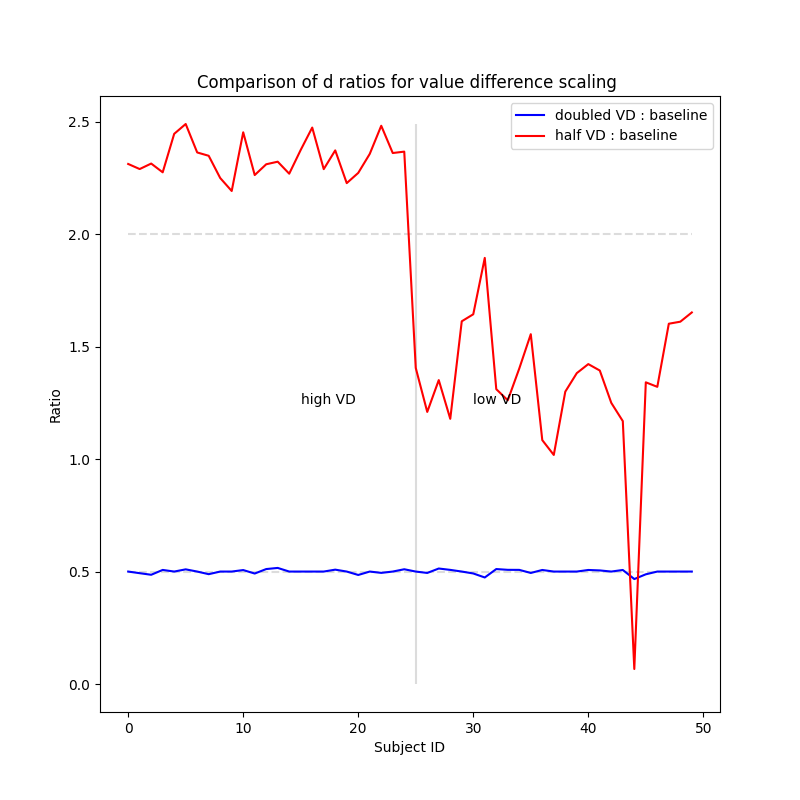 Comparison of d ratios for value difference scaling
doubled VD : baseline
half VD : baseline
2.5
2.0
1.5
1.0
0.5
0.0
Ratio
high VD
low VD
0
10
20
30
40
50
Subject ID